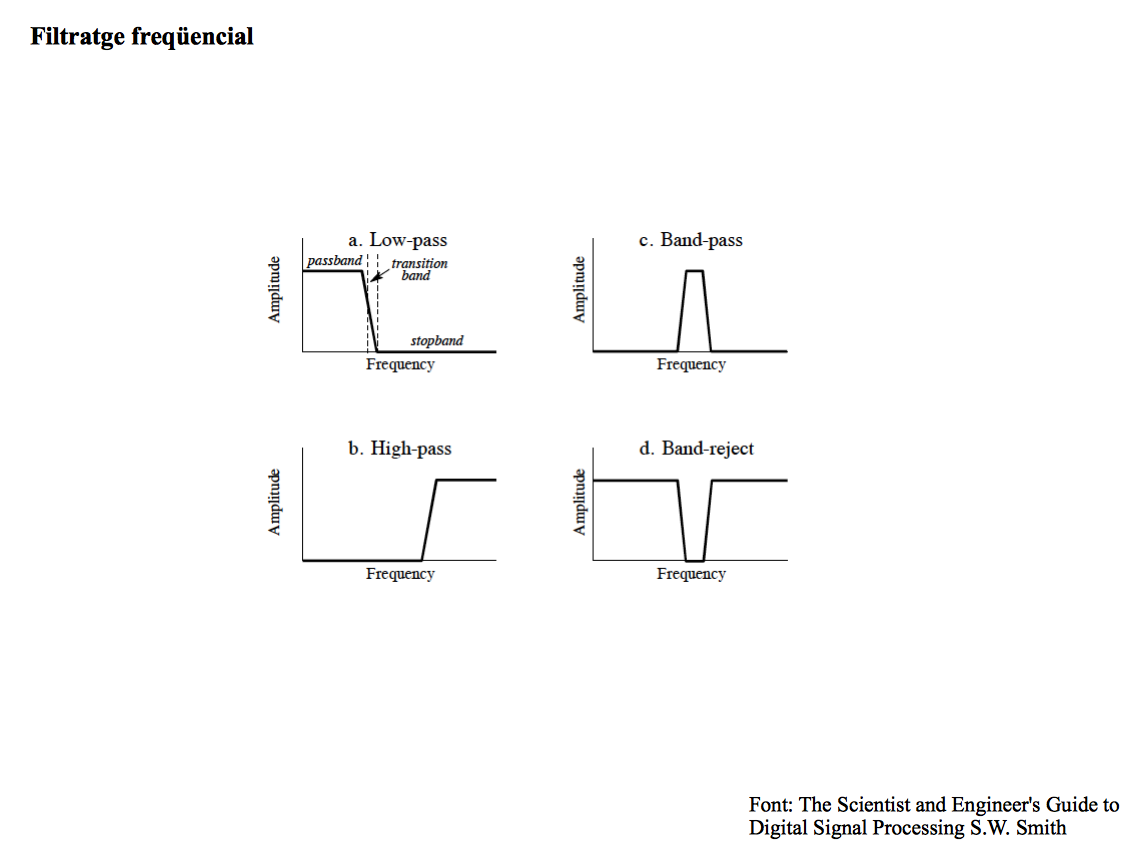 Filtratge freqüencial
a. Low-pass
passband
transition
band
stopband
Amplitude
Frequency
c. Band-pass
Amplitude
Frequency
b. High-pass
Amplitude
Frequency
d. Band-reject
Amplitude
Frequency
Font: The Scientist and Engineer's Guide to
Digital Signal Processing S.W. Smith